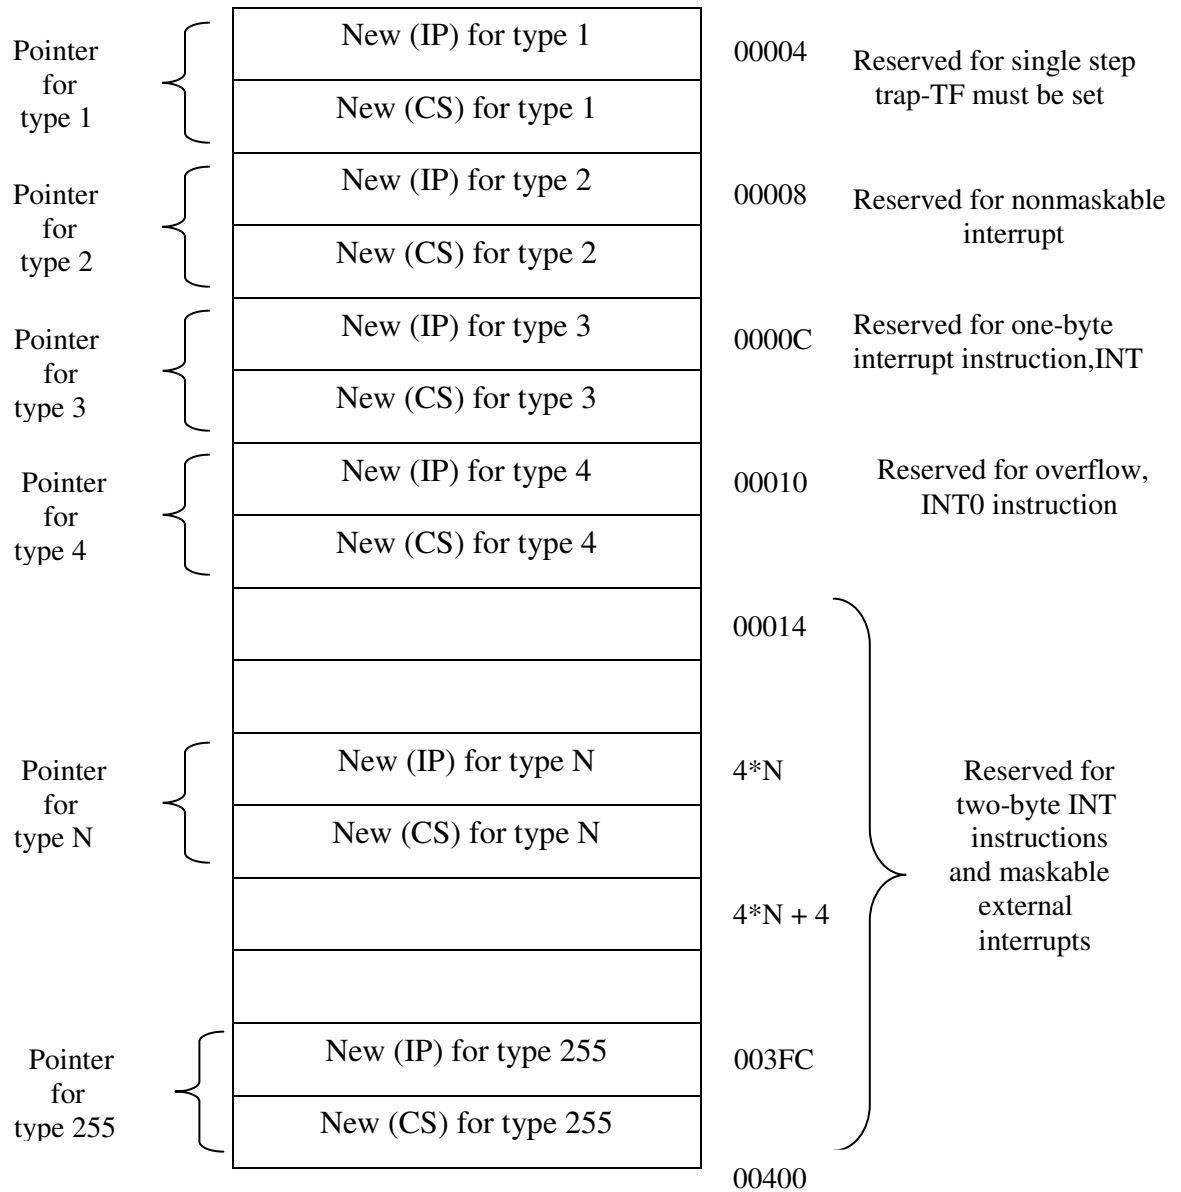 Pointer
for
type 1
New (IP) for type 1
New (CS) for type 1
00004
Reserved for single step
trap-TF must be set
Pointer
for
type 2
New (IP) for type 2
New (CS) for type 2
00008
Reserved for nonmaskable
interrupt
Pointer
for
type 3
New (IP) for type 3
New (CS) for type 3
0000C
Reserved for one-byte
interrupt instruction,INT
Pointer
for
type 4
New (IP) for type 4
New (CS) for type 4
00010
Reserved for overflow,
INT0 instruction
00014
Pointer
for
type N
New (IP) for type N
New (CS) for type N
4*N
4*N + 4
Reserved for
two-byte INT
instructions
and maskable
external
interrupts
Pointer
for
type 255
New (IP) for type 255
New (CS) for type 255
003FC
00400